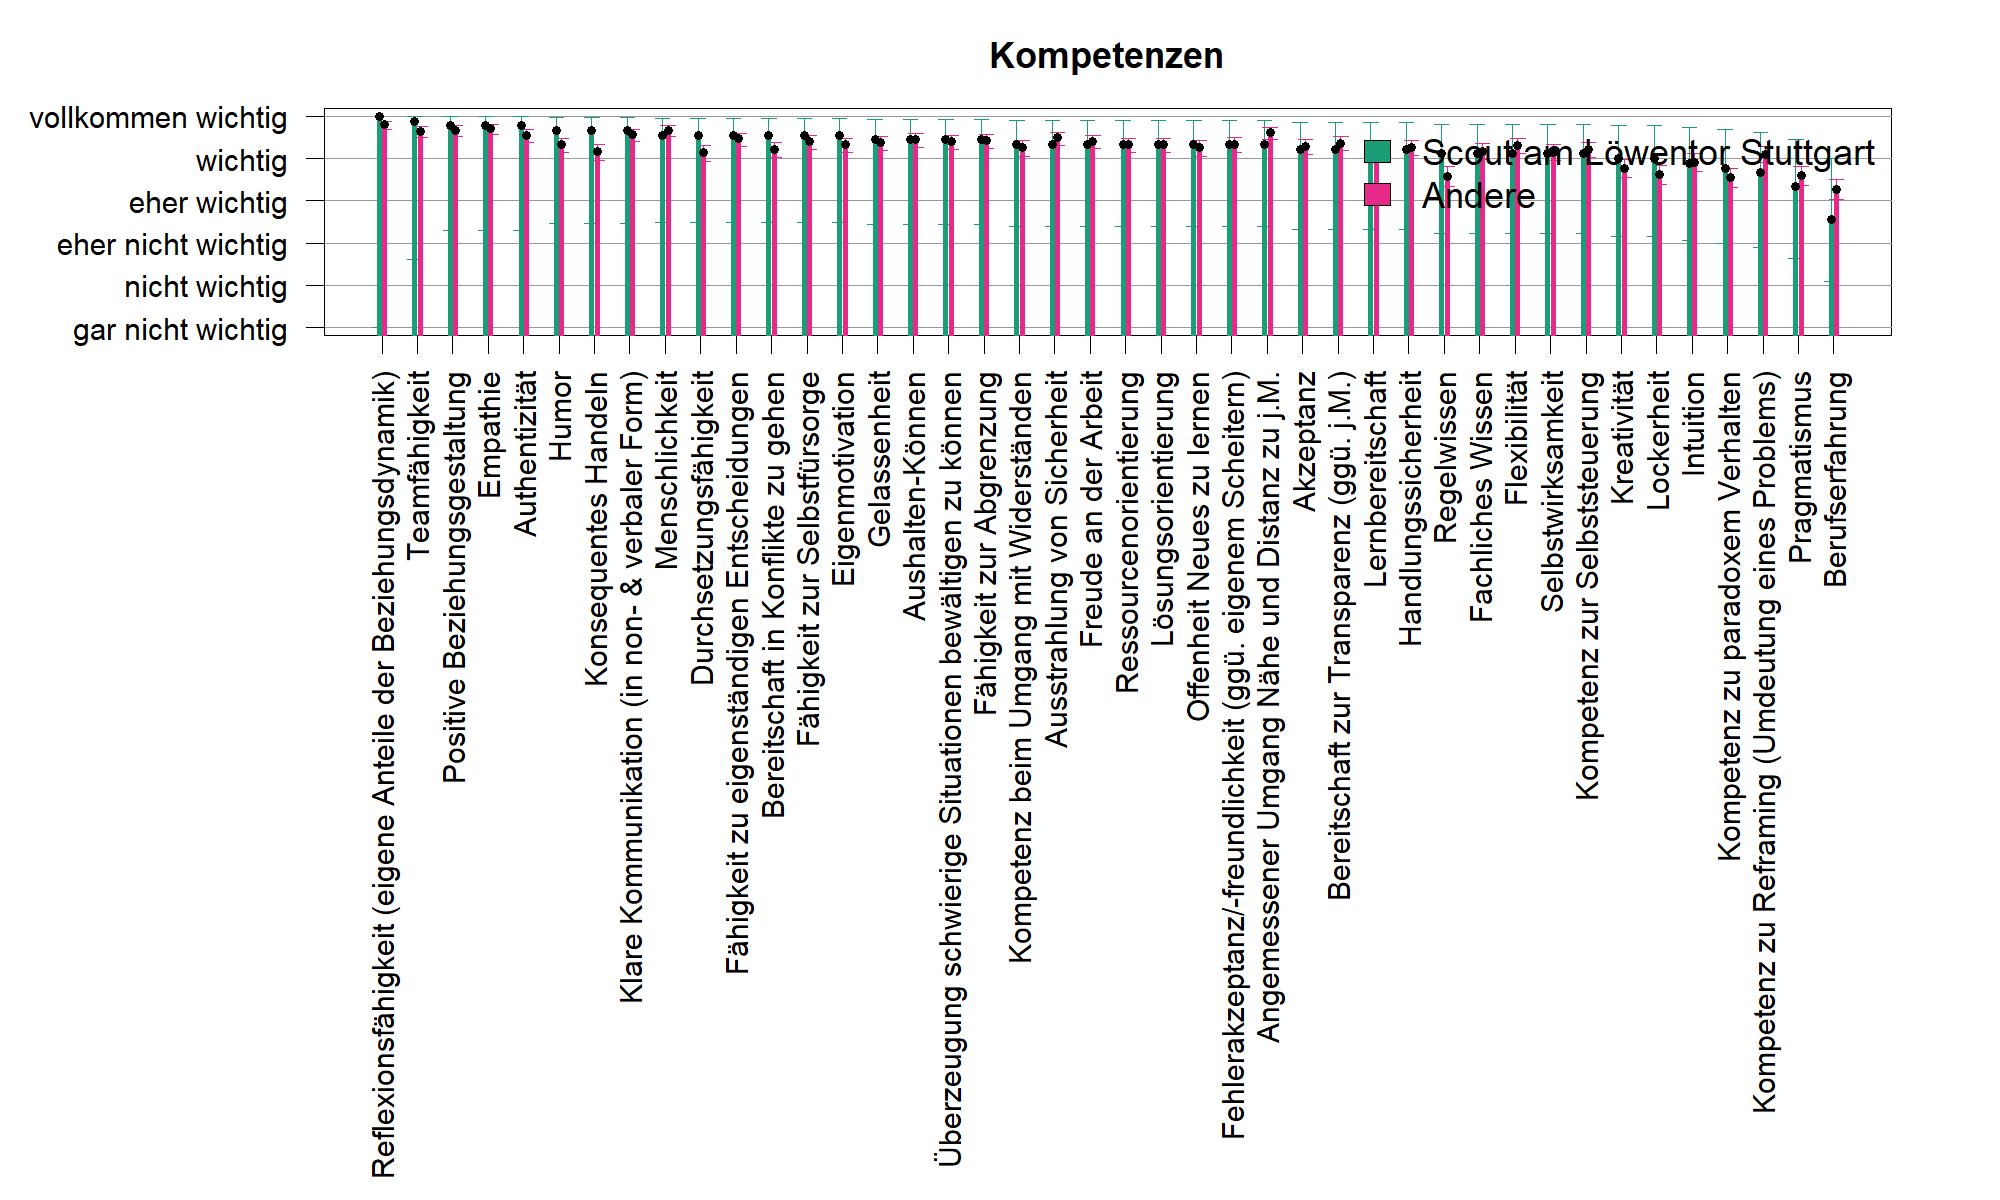 Kompetenzen
vollkommen wichtig
wichtig
eher wichtig
eher nicht wichtig
nicht wichtig
gar nicht wichtig
Scout am Löwentor Stuttgart
Andere
Reflexionsfähigkeit (eigene Anteile der Beziehungsdynamik)
Teamfähigkeit
Positive Beziehungsgestaltung
Empathie
Authentizität
Humor
Konsequentes Handeln
Klare Kommunikation (in non- & verbaler Form)
Menschlichkeit
Durchsetzungsfähigkeit
Fähigkeit zu eigenständigen Entscheidungen
Bereitschaft in Konflikte zu gehen
Fähigkeit zur Selbstfürsorge
Eigenmotivation
Gelassenheit
Aushalten-Können
Überzeugung schwierige Situationen bewältigen zu können
Fähigkeit zur Abgrenzung
Kompetenz beim Umgang mit Widerständen
Ausstrahlung von Sicherheit
Freude an der Arbeit
Ressourcenorientierung
Lösungsorientierung
Offenheit Neues zu lernen
Fehlerakzeptanz/-freundlichkeit (ggü. eigenem Scheitern)
Angemessener Umgang Nähe und Distanz zu j.M.
Akzeptanz
Bereitschaft zur Transparenz (ggü. j.M.)
Lernbereitschaft
Handlungssicherheit
Regelwissen
Fachliches Wissen
Flexibilität
Selbstwirksamkeit
Kompetenz zur Selbststeuerung
Kreativität
Lockerheit
Intuition
Kompetenz zu paradoxem Verhalten
Kompetenz zu Reframing (Umdeutung eines Problems)
Pragmatismus
Berufserfahrung